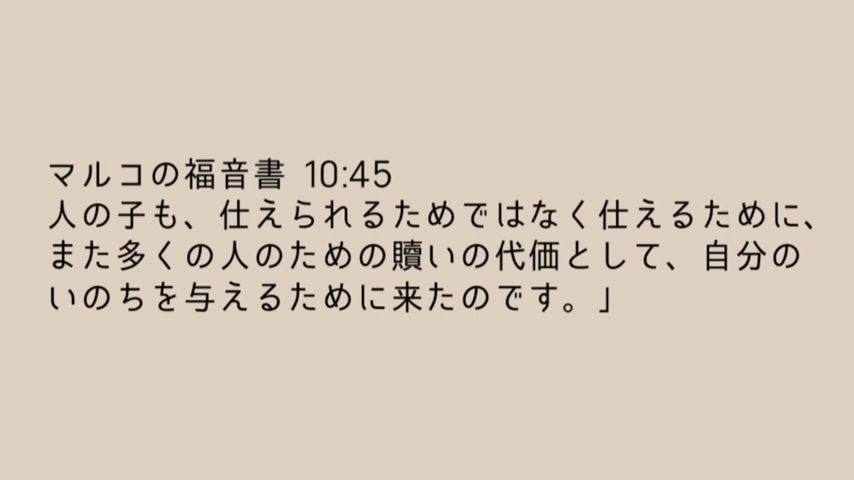 マルコの福音書 10:45
人の子も、仕えられるためではなく仕えるために、
また多くの人のための贖いの代価として、自分の
いのちを与えるために来たのです。」